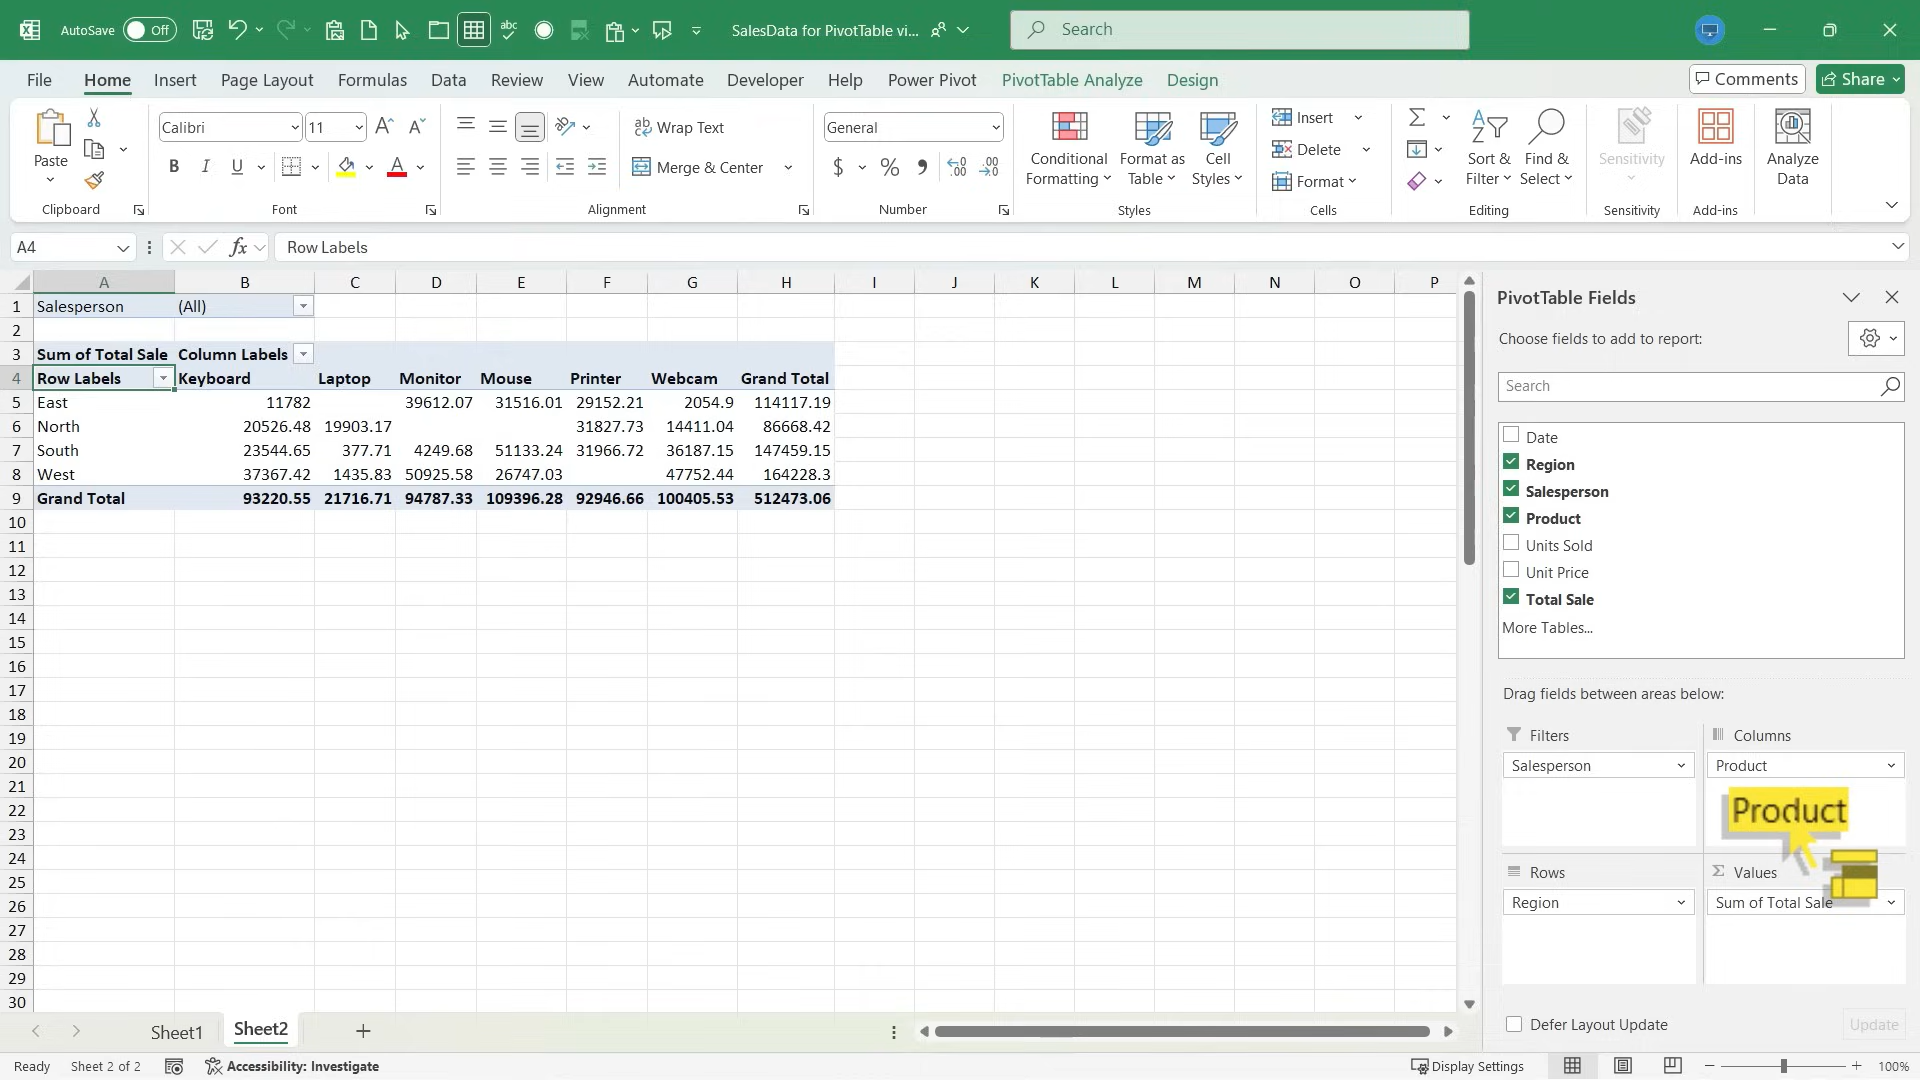 AutoSave Off abc SalesData for PivotTable vi... Search
File Home Insert Page Layout Formulas Data Review View Automate Developer Help Power Pivot PivotTable Analyze Design Comments Share
Paste Calibri 11 Wrap Text General Conditional Formatting Format as Table Cell Styles Insert Sort & Filter Find & Select Sensitivity Add-ins Analyze Data
B I U A Merge & Center $ % Delete
Format
Clipboard Font Alignment Number Styles Cells Editing Sensitivity Add-ins
A4 fx Row Labels
A B C D E F G H I J K L M N O P
1 Salesperson (All)
2
3 Sum of Total Sale Column Labels
4 Row Labels Keyboard Laptop Monitor Mouse Printer Webcam Grand Total
5 East 11782 39612.07 31516.01 29152.21 2054.9 114117.19
6 North 20526.48 19903.17 31827.73 14411.04 86668.42
7 South 23544.65 377.71 4249.68 51133.24 31966.72 36187.15 147459.15
8 West 37367.42 1435.83 50925.58 26747.03 47752.44 164228.3
9 Grand Total 93220.55 21716.71 94787.33 109396.28 92946.66 100405.53 512473.06
10
11
12
13
14
15
16
17
18
19
20
21
22
23
24
25
26
27
28
29
30
PivotTable Fields
Choose fields to add to report:
Search
Date
Region
Salesperson
Product
Units Sold
Unit Price
Total Sale
More Tables...
Drag fields between areas below:
Filters Columns
Salesperson Product
Product
Rows Σ Values
Region Sum of Total Sale
Defer Layout Update Update
Sheet1 Sheet2 +
Ready Sheet 2 of 2 Accessibility: Investigate Display Settings 100%